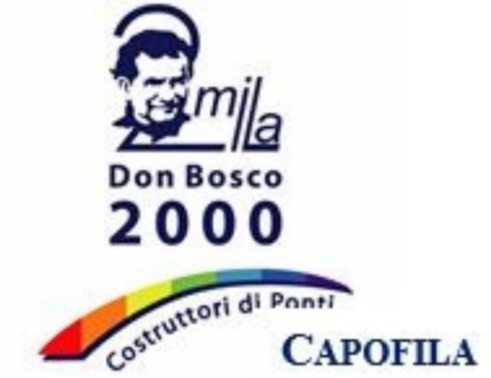 mila
Don Bosco
2000
Costruttori di Ponti
CAPOFILA